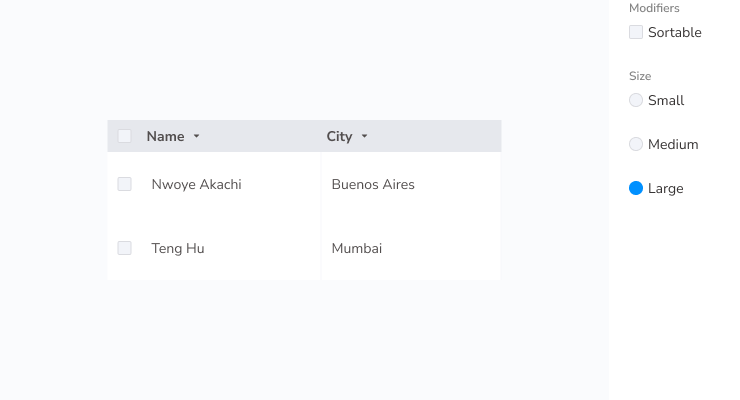 Modifiers
Sortable
Size
Small
Medium
Large
Name City
Nwoye Akachi Buenos Aires
Teng Hu Mumbai